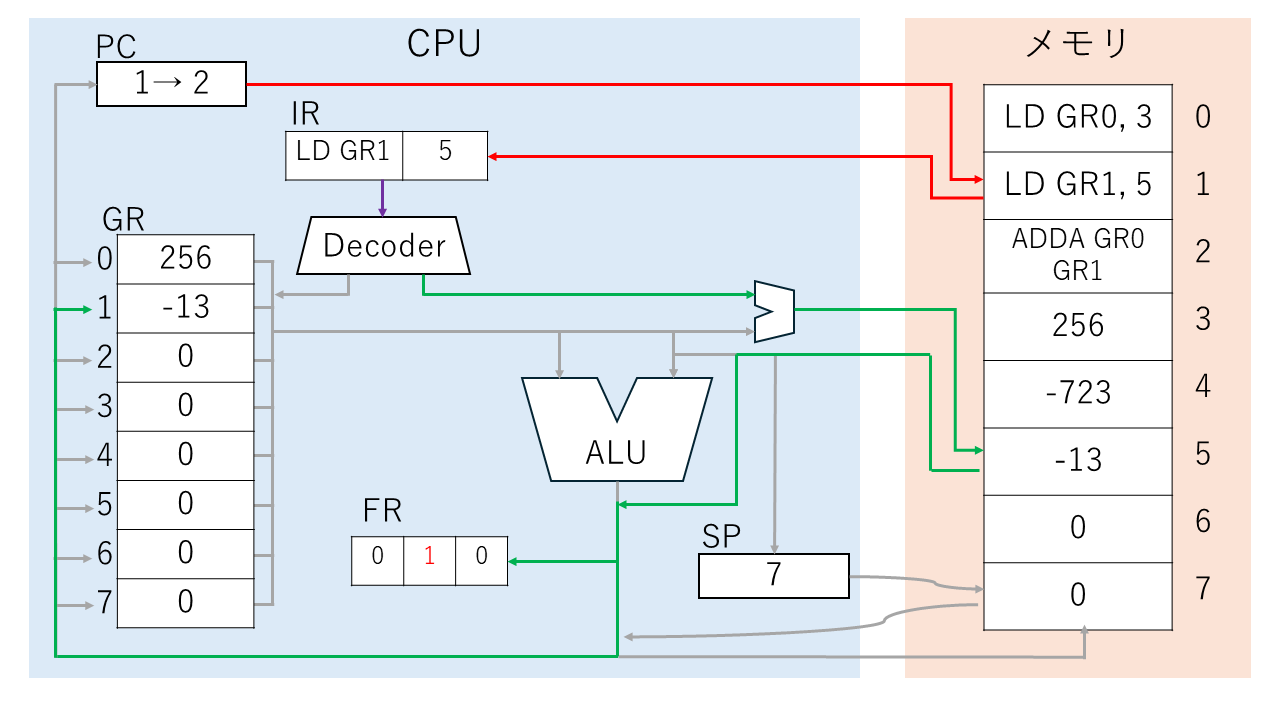 CPU
メモリ
PC
1→ 2
IR
LD GR1
5
Decoder
GR
0
256
1
-13
2
0
3
0
4
0
5
0
6
0
7
0
ALU
FR
0
1
0
SP
7
LD GR0, 3
0
LD GR1, 5
1
ADDA GR0
GR1
2
256
3
-723
4
-13
5
0
6
0
7